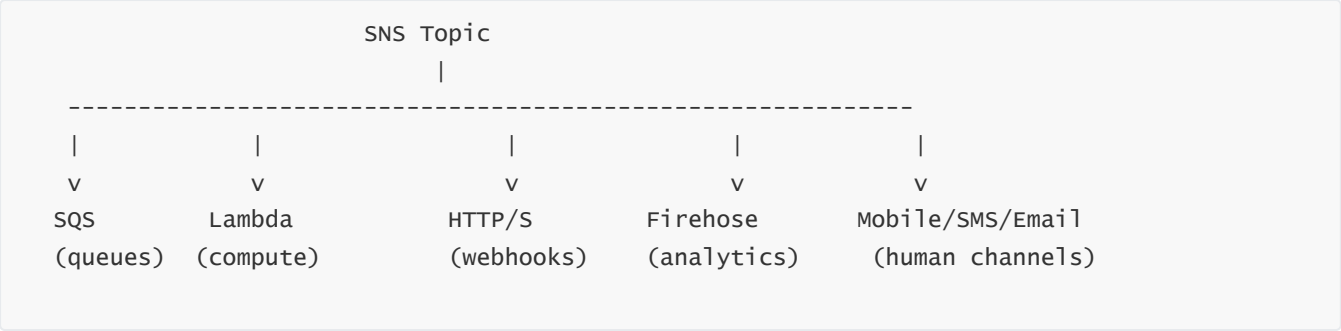 SNS Topic
|
------------------------------------------------------------
| | | | |
v v v v v
SQS Lambda HTTP/S Firehose Mobile/SMS/Email
(queues) (compute) (webhooks) (analytics) (human channels)